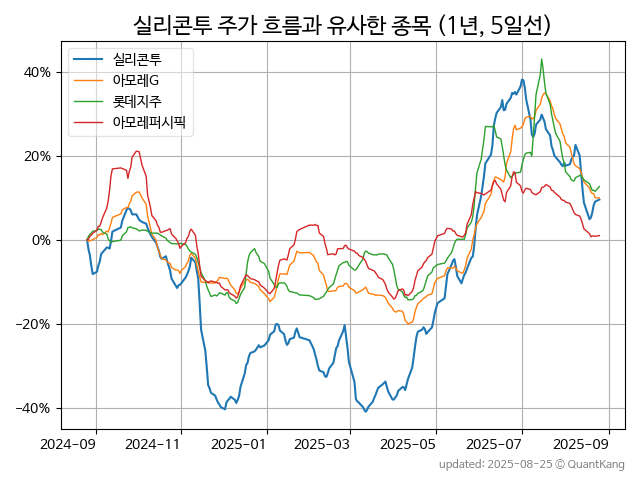 실리콘투 주가 흐름과 유사한 종목 (1년, 5일선)
실리콘투
아모레G
롯데지주
아모레퍼시픽
40%
20%
0%
−20%
−40%
2024-09 2024-11 2025-01 2025-03 2025-05 2025-07 2025-09
updated: 2025-08-25 © QuantKang